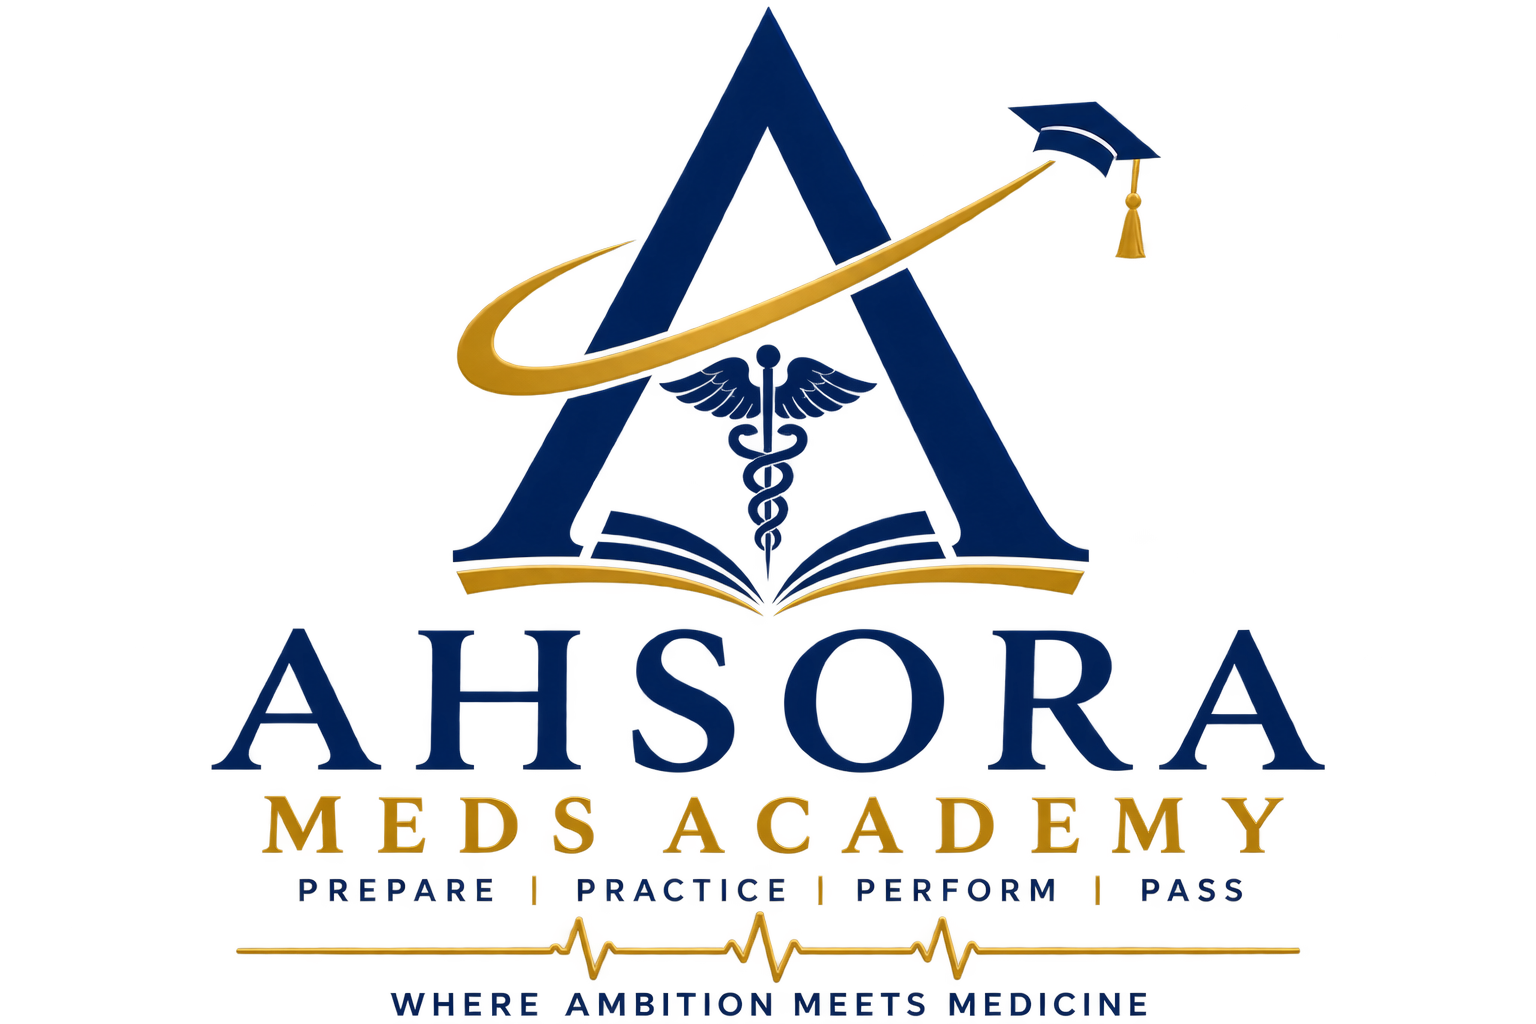 AHSORA
MEDS ACADEMY
PREPARE | PRACTICE | PERFORM | PASS
WHERE AMBITION MEETS MEDICINE